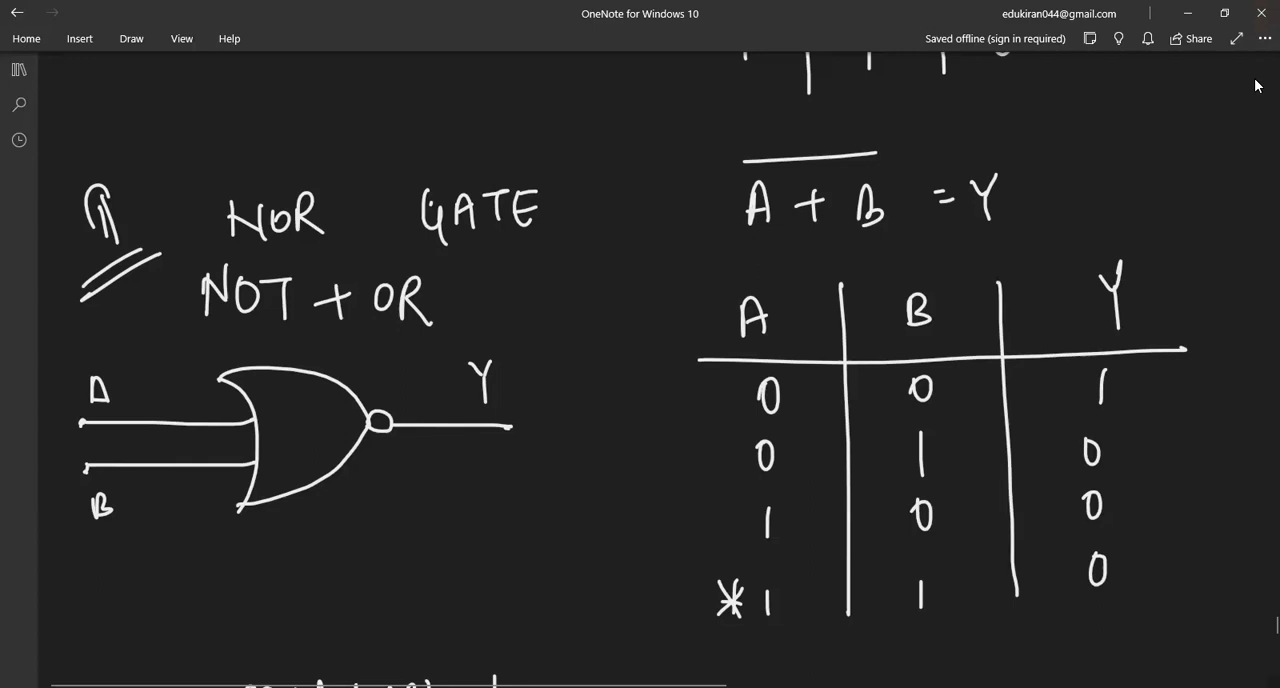 OneNote for Windows 10
edukiran044@gmail.com
Home Insert Draw View Help
Saved offline (sign in required)
Share
NOR GATE
NOT + OR
A + B = Y
A B Y
0 0 1
0 1 0
1 0 0
* 1 1 0
A
B
Y